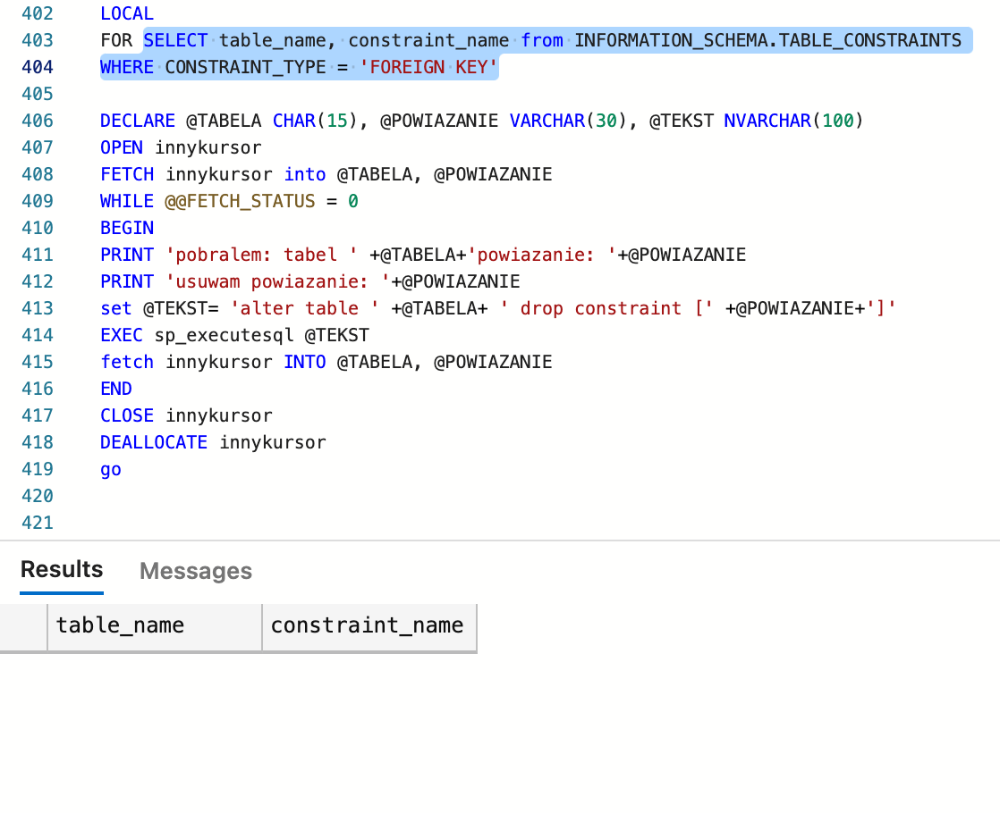 402 LOCAL
403 FOR SELECT table_name, constraint_name from INFORMATION_SCHEMA.TABLE_CONSTRAINTS
404 WHERE CONSTRAINT_TYPE = 'FOREIGN KEY'
405
406 DECLARE @TABELA CHAR(15), @POWIAZANIE VARCHAR(30), @TEKST NVARCHAR(100)
407 OPEN innykursor
408 FETCH innykursor into @TABELA, @POWIAZANIE
409 WHILE @@FETCH_STATUS = 0
410 BEGIN
411 PRINT 'pobralem: tabel ' +@TABELA+'powiazanie: '+@POWIAZANIE
412 PRINT 'usuwam powiazanie: '+@POWIAZANIE
413 set @TEKST= 'alter table ' +@TABELA+ ' drop constraint [' +@POWIAZANIE+']'
414 EXEC sp_executesql @TEKST
415 fetch innykursor INTO @TABELA, @POWIAZANIE
416 END
417 CLOSE innykursor
418 DEALLOCATE innykursor
419 go
420
421
Results Messages
table_name constraint_name